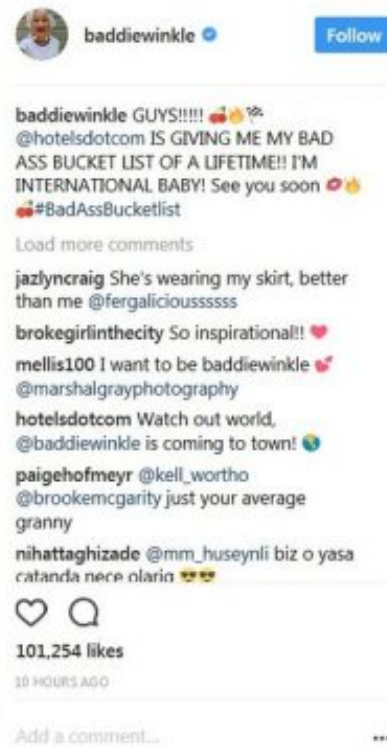 baddiewinkle
Follow
baddiewinkle GUYS!!!!! 🍒🔥🏁
@hotelsdotcom IS GIVING ME MY BAD
ASS BUCKET LIST OF A LIFETIME!! I'M
INTERNATIONAL BABY! See you soon 💋🔥
🍒#BadAssBucketlist
Load more comments
jazlyncraig She's wearing my skirt, better
than me @fergaliciousssss
brokegirlinthecity So inspirational!! ❤️
mellis100 I want to be baddiewinkle 💕
@marshalgrayphotography
hotelsdotcom Watch out world,
@baddiewinkle is coming to town! 🌎
paigehofmeyr @kell_wortho
@brookemcgarity just your average
granny
nihattaghizade @mm_huseynli biz o yasa
catanda nece olariq 😎😎
101,254 likes
10 HOURS AGO
Add a comment...